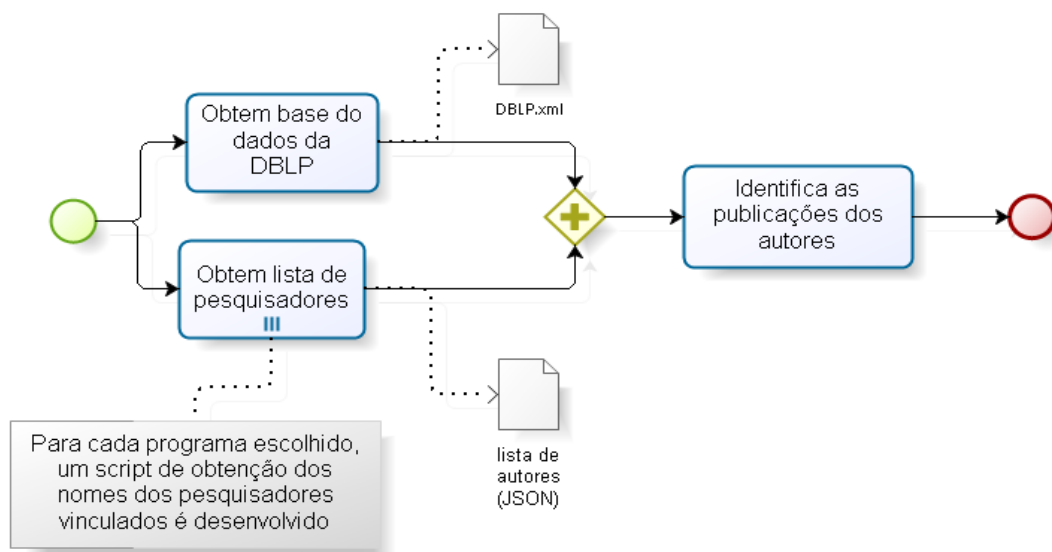 Obtem base do
dados da
DBLP
DBLP.xml
Obtem lista de
pesquisadores
Identifica as
publicações dos
autores
Para cada programa escolhido,
um script de obtenção dos
nomes dos pesquisadores
vinculados é desenvolvido
lista de
autores
(JSON)